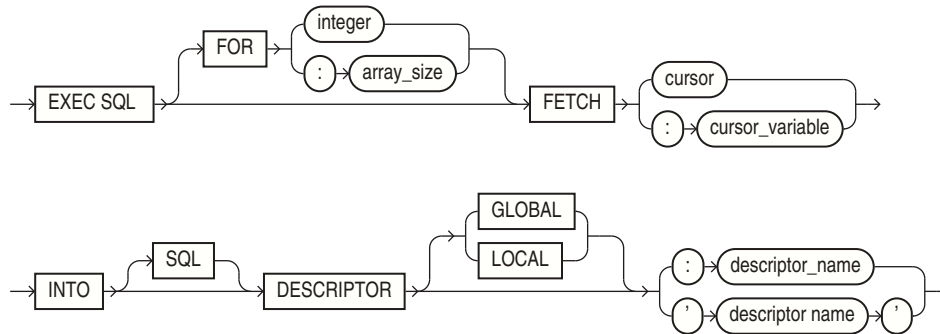 integer
FOR
: array_size
cursor
EXEC SQL FETCH
: cursor_variable
GLOBAL
SQL
LOCAL
: descriptor_name
INTO DESCRIPTOR
' descriptor name '